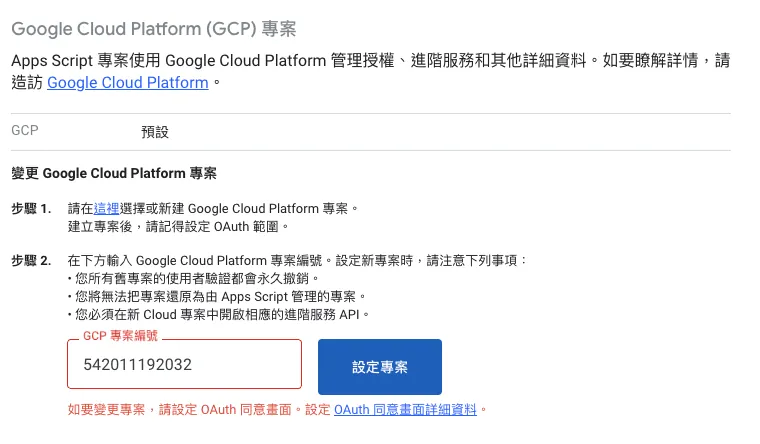 Google Cloud Platform (GCP) 專案
Apps Script 專案使用 Google Cloud Platform 管理授權、進階服務和其他詳細資料。如要瞭解詳情，請
造訪 Google Cloud Platform。
GCP 預設
變更 Google Cloud Platform 專案
步驟 1. 請在這裡選擇或新建 Google Cloud Platform 專案。
建立專案後，請記得設定 OAuth 範圍。
步驟 2. 在下方輸入 Google Cloud Platform 專案編號。設定新專案時，請注意下列事項：
• 您所有舊專案的使用者驗證都會永久撤銷。
• 您將無法把專案還原為由 Apps Script 管理的專案。
• 您必須在新 Cloud 專案中開啟相應的進階服務 API。
GCP 專案編號
542011192032 設定專案
如要變更專案，請設定 OAuth 同意畫面。設定 OAuth 同意畫面詳細資料。